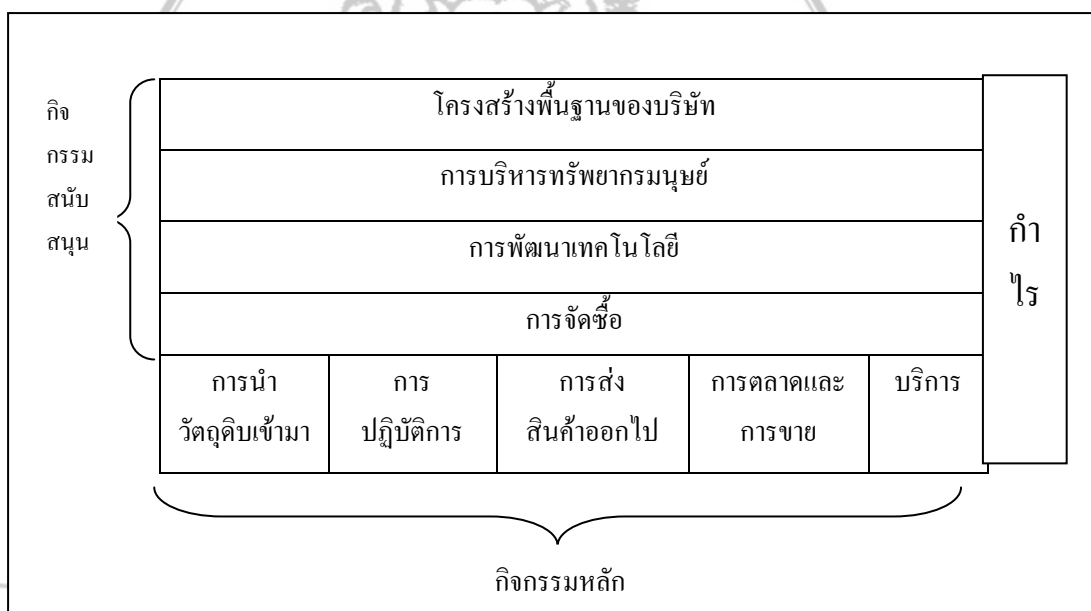 กิจ
กรรม
สนับ
สนุน
โครงสร้างพื้นฐานของบริษัท
การบริหารทรัพยากรมนุษย์
การพัฒนาเทคโนโลยี
การจัดซื้อ
กำ
ไร
การนำ
วัตถุดิบเข้ามา
การ
ปฏิบัติการ
การส่ง
สินค้าออกไป
การตลาดและ
การขาย
บริการ
กิจกรรมหลัก